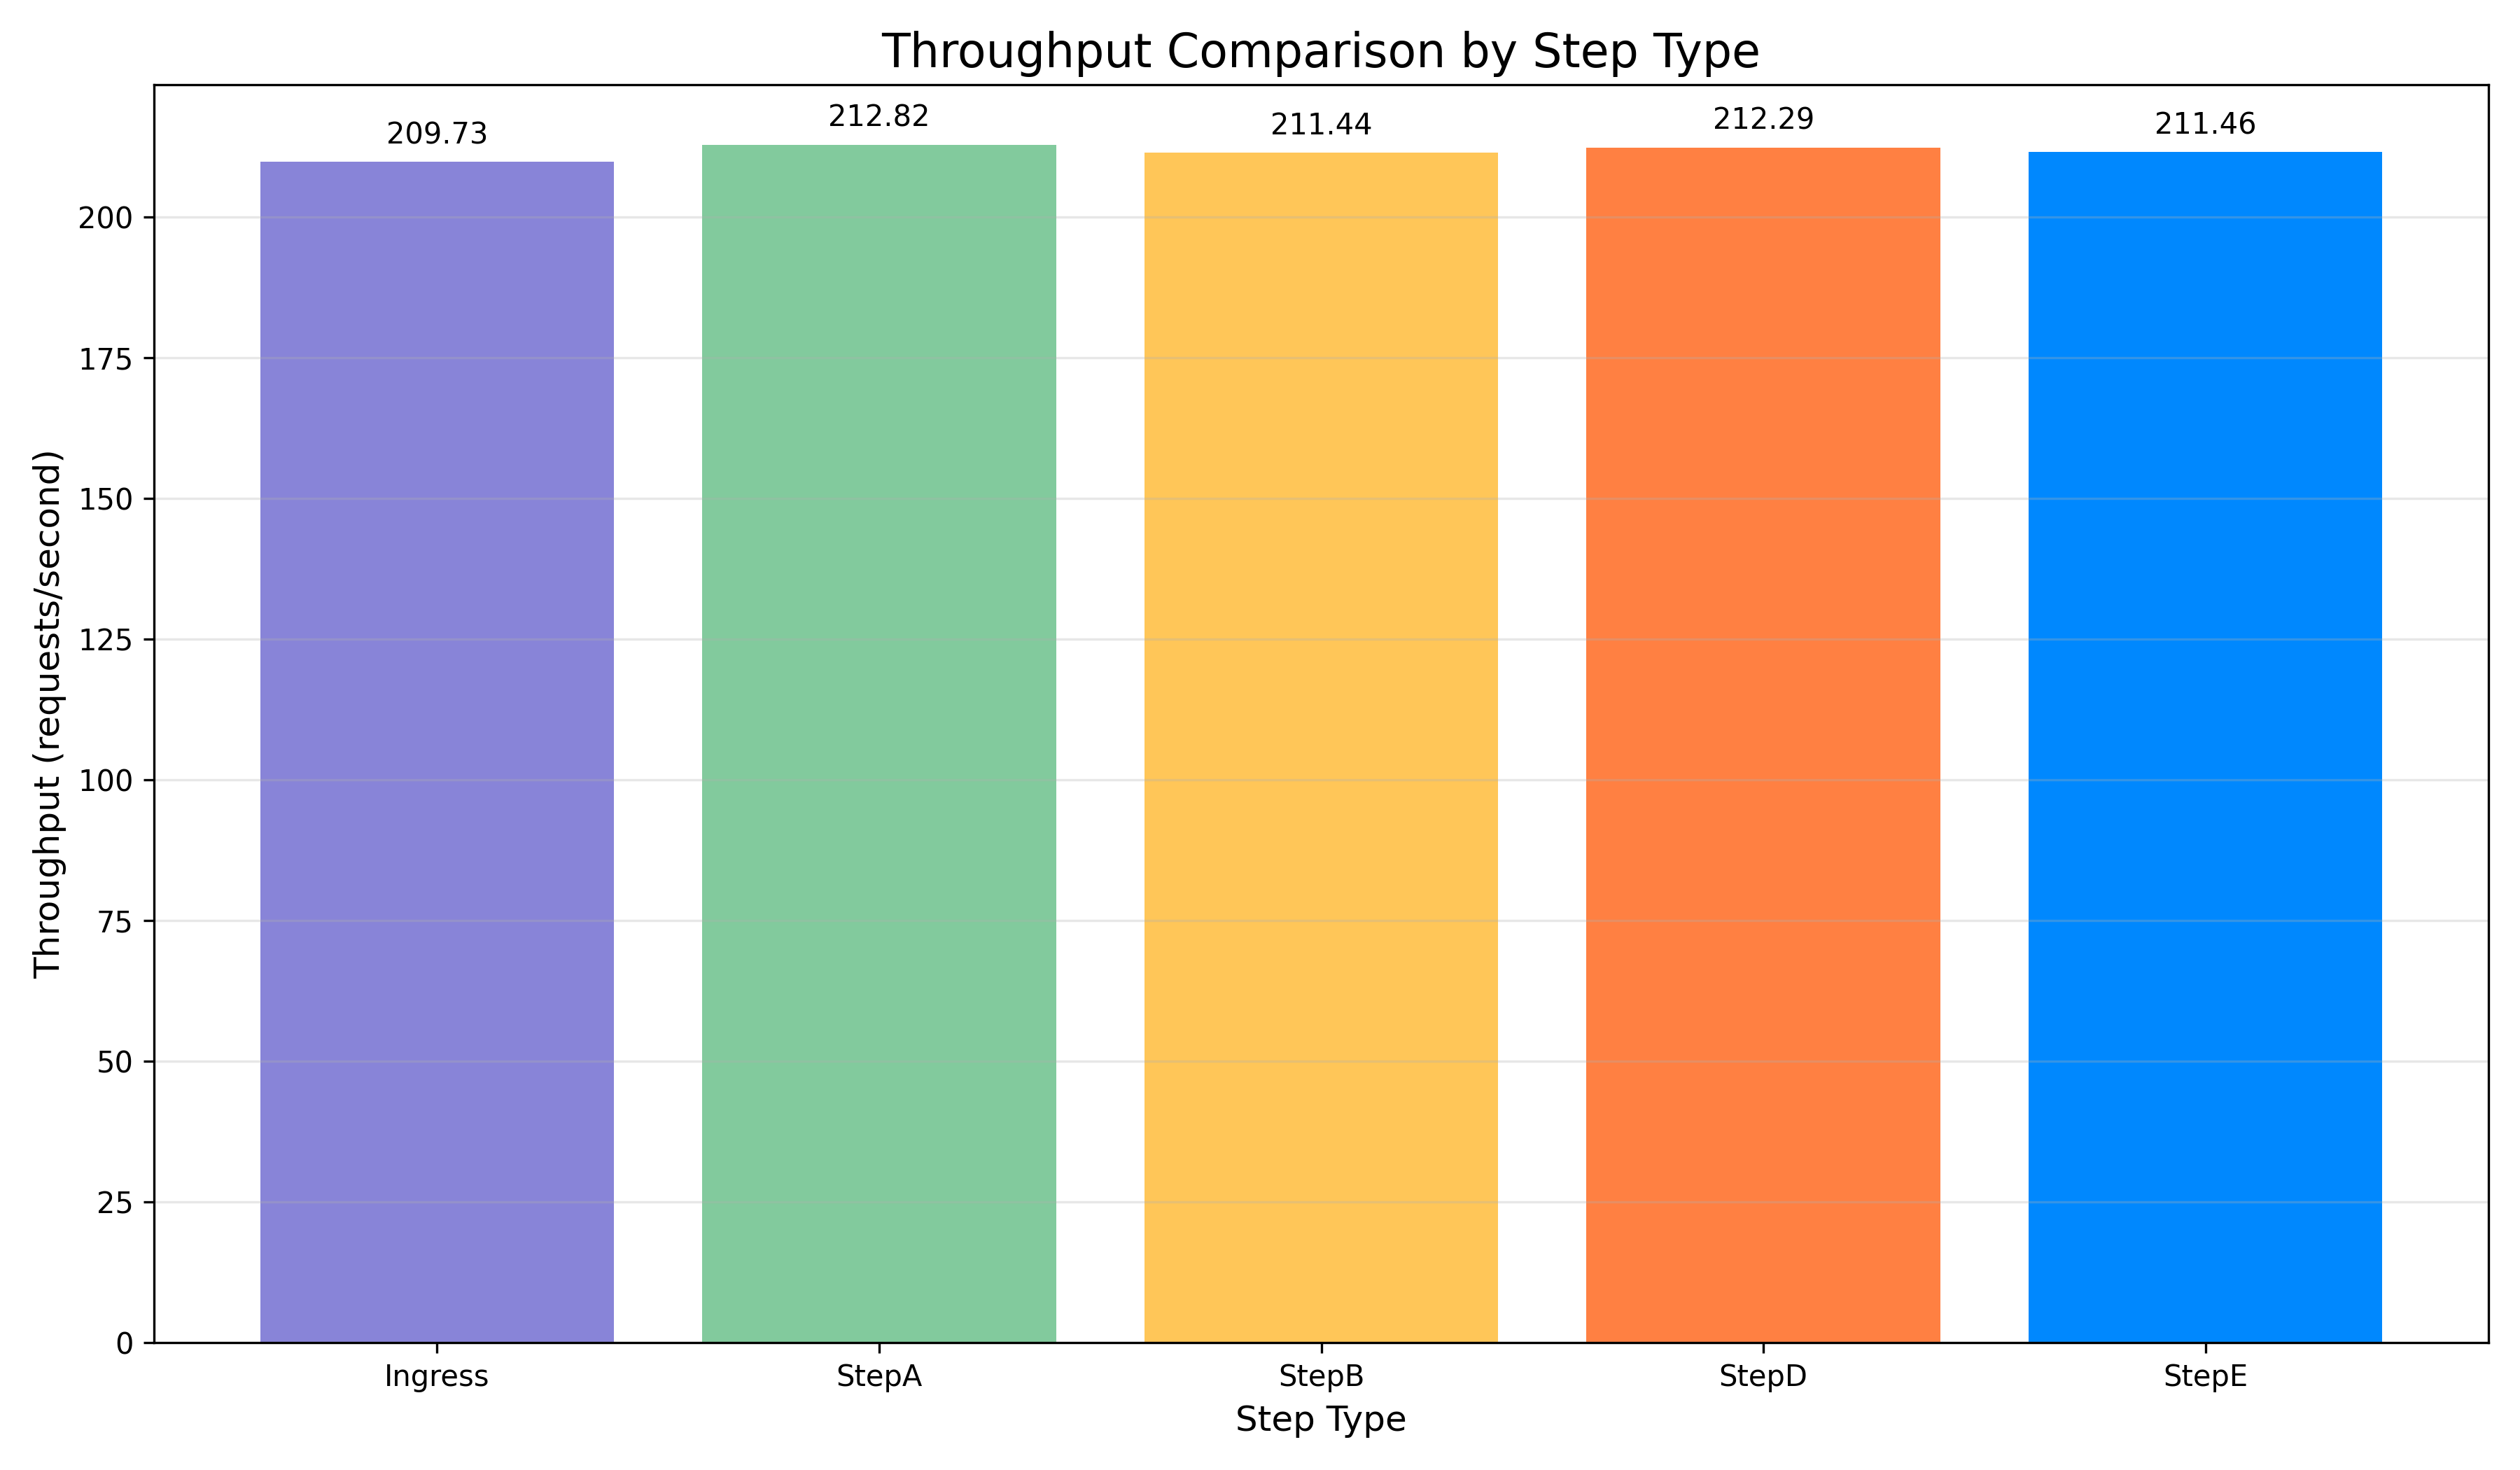 Throughput Comparison by Step Type
209.73
212.82
211.44
212.29
211.46
Throughput (requests/second)
200
175
150
125
100
75
50
25
0
Ingress
StepA
StepB
StepD
StepE
Step Type